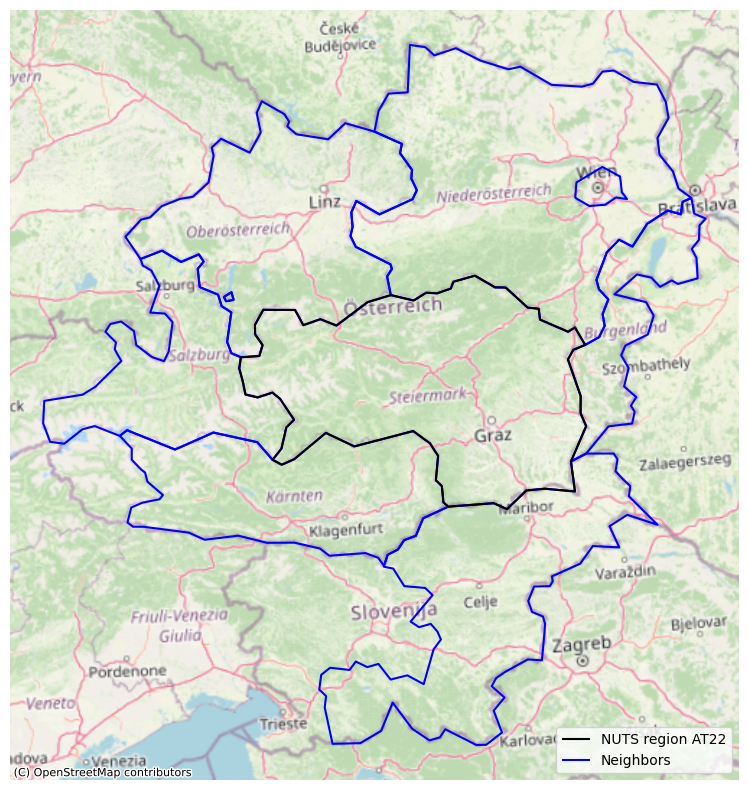 České
Budějovice
yern
Wien
Linz
Niederösterreich
Bratislava
Oberösterreich
Salzburg
Österreich
Burgenland
Salzburg
Szombathely
Steiermark
ck
Graz
Zalaegerszeg
Kärnten
Maribor
Klagenfurt
Varaždin
Celje
Slovenija
Friuli-Venezia
Giulia
Bjelovar
Zagreb
Pordenone
Veneto
Trieste
Karlovac
NUTS region AT22
Neighbors
dova
Venezia
(C) OpenStreetMap contributors